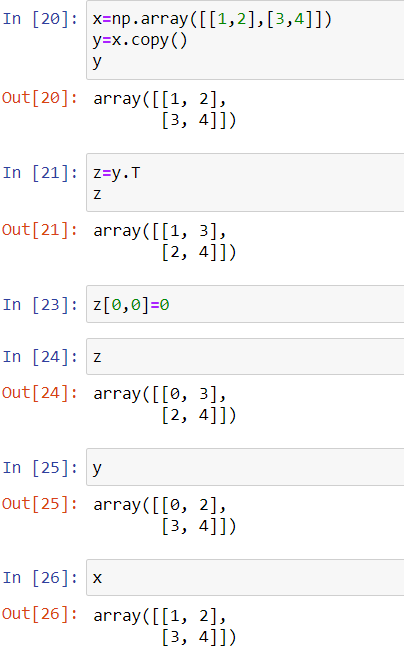 In [20]: x=np.array([[1,2],[3,4]])
y=x.copy()
y
Out[20]: array([[1, 2],
[3, 4]])
In [21]: z=y.T
z
Out[21]: array([[1, 3],
[2, 4]])
In [23]: z[0,0]=0
In [24]: z
Out[24]: array([[0, 3],
[2, 4]])
In [25]: y
Out[25]: array([[0, 2],
[3, 4]])
In [26]: x
Out[26]: array([[1, 2],
[3, 4]])